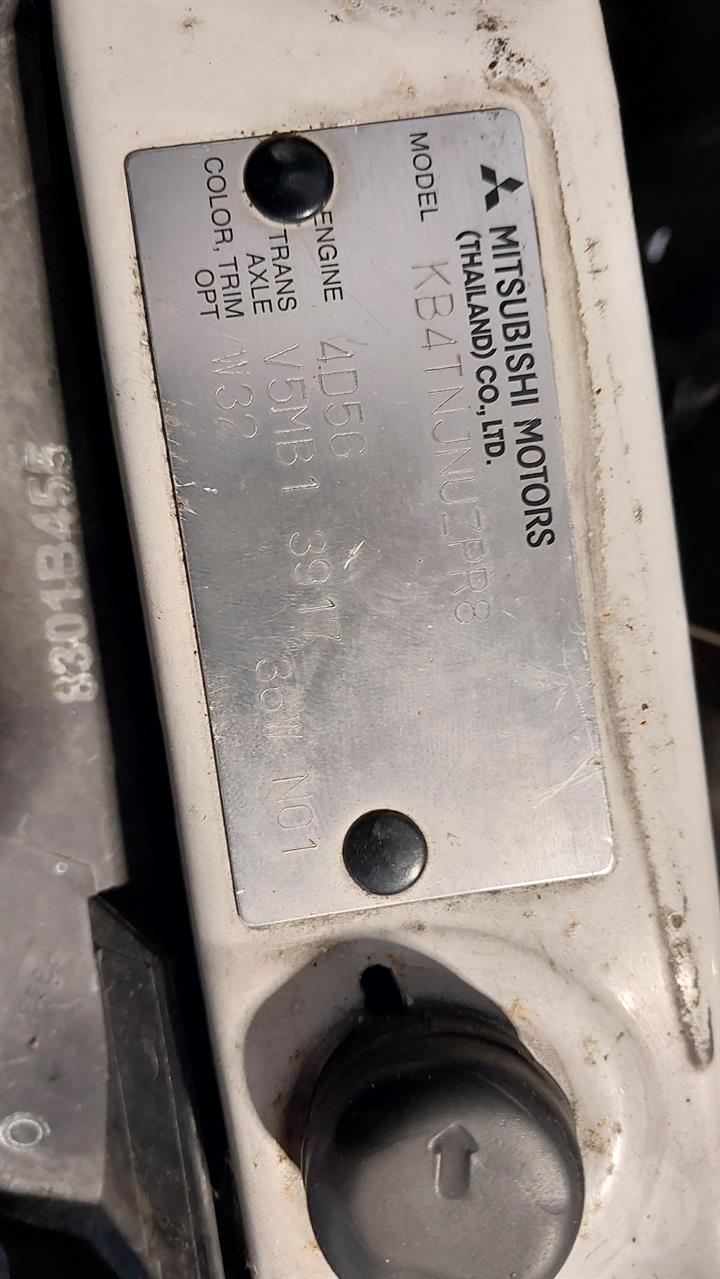 MITSUBISHI MOTORS
(THAILAND) CO., LTD.
MODEL KB4TNJNUZPR8
ENGINE 4D56
TRANS AXLE V5MB1 3917 36W N01
COLOR, TRIM OPT W32
8301B455